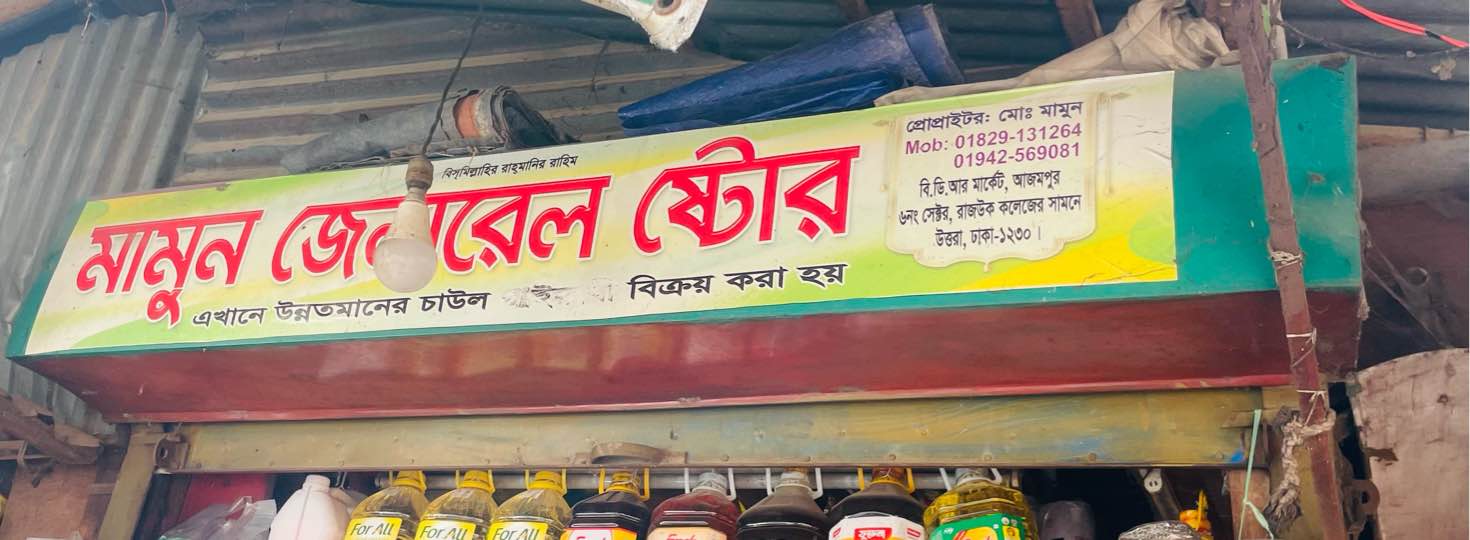 বিস্‌মিল্লাহির রাহ্‌মানির রাহিম
মামুন জেনারেল ষ্টোর
এখানে উন্নতমানের চাউল বিক্রয় করা হয়
প্রোপ্রাইটর: মোঃ মামুন
Mob: 01829-131264
01942-569081
বি.ডি.আর মার্কেট, আজমপুর
৬নং সেক্টর, রাজউক কলেজের সামনে
উত্তরা, ঢাকা-১২৩০।
For All
For All
For All